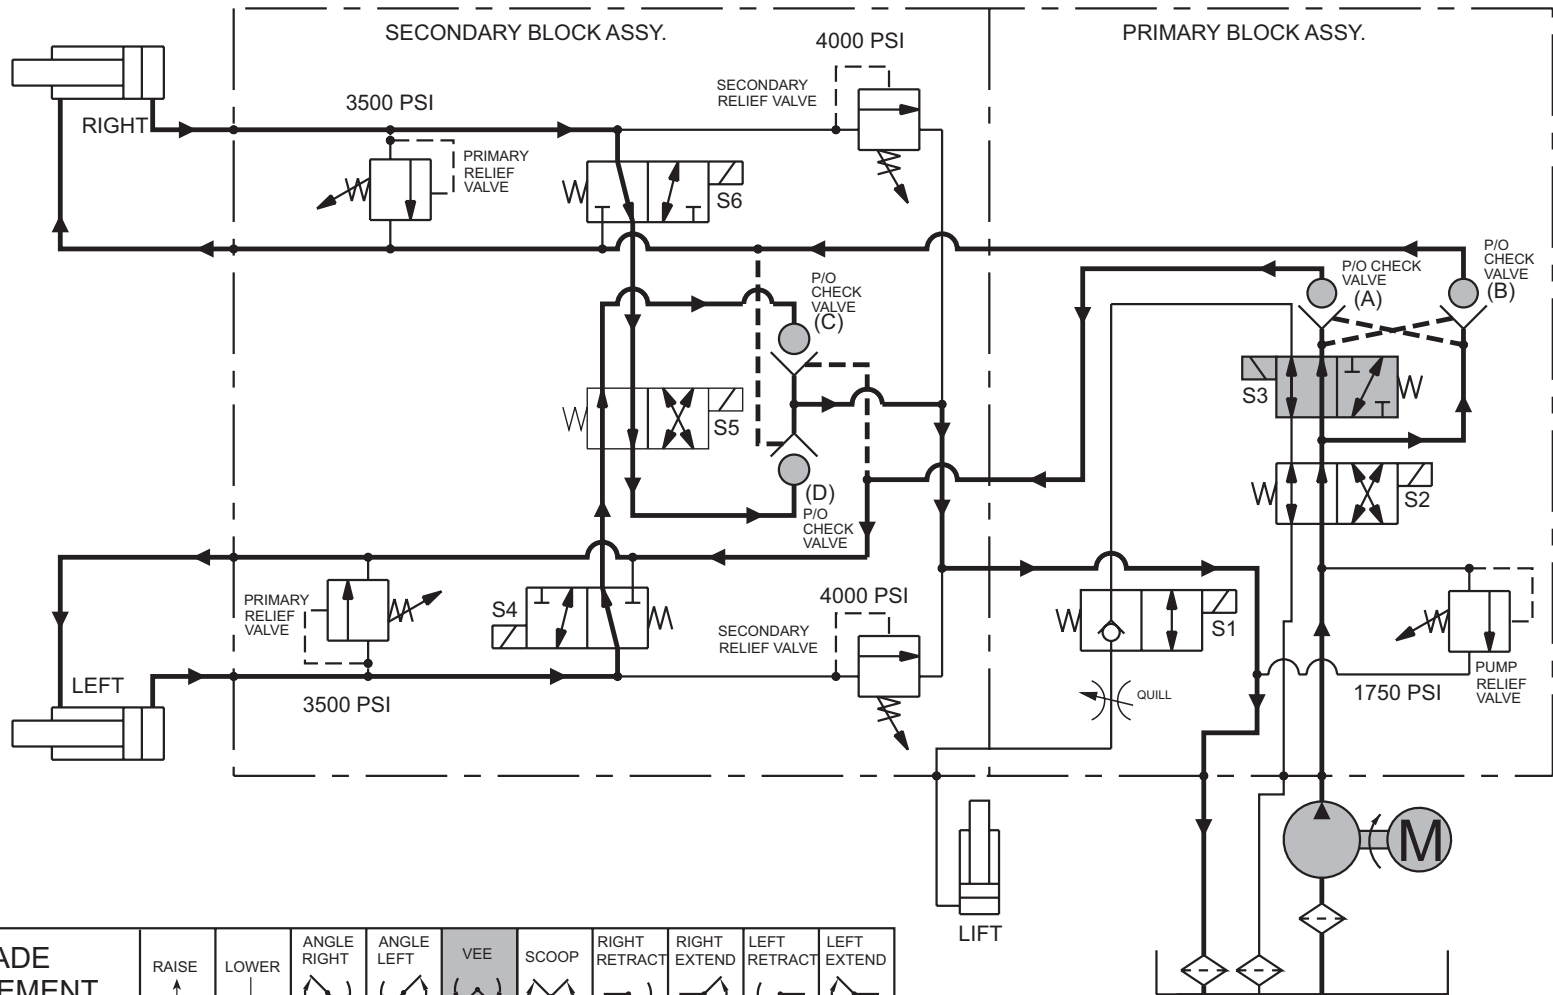 SECONDARY BLOCK ASSY.
PRIMARY BLOCK ASSY.
4000 PSI
SECONDARY
RELIEF VALVE
3500 PSI
RIGHT
PRIMARY
RELIEF
VALVE
S6
P/O
CHECK
VALVE
(C)
P/O CHECK
VALVE
(A)
P/O
CHECK
VALVE
(B)
S3
S5
S2
(D)
P/O
CHECK
VALVE
PRIMARY
RELIEF
VALVE
S4
4000 PSI
SECONDARY
RELIEF VALVE
S1
LEFT
3500 PSI
QUILL
1750 PSI
PUMP
RELIEF
VALVE
M
LIFT
ADE
EMENT
RAISE
LOWER
ANGLE
RIGHT
ANGLE
LEFT
VEE
SCOOP
RIGHT
RETRACT
RIGHT
EXTEND
LEFT
RETRACT
LEFT
EXTEND